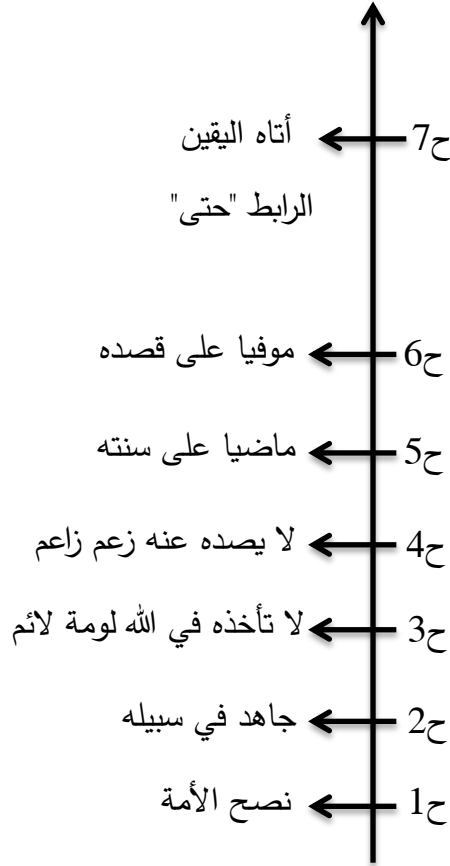 ح7 أتاه اليقين
الرابط "حتى"
ح6 موفيا على قصده
ح5 ماضيا على سنته
ح4 لا يصده عنه زعم زاعم
ح3 لا تأخذه في الله لومة لائم
ح2 جاهد في سبيله
ح1 نصح الأمة